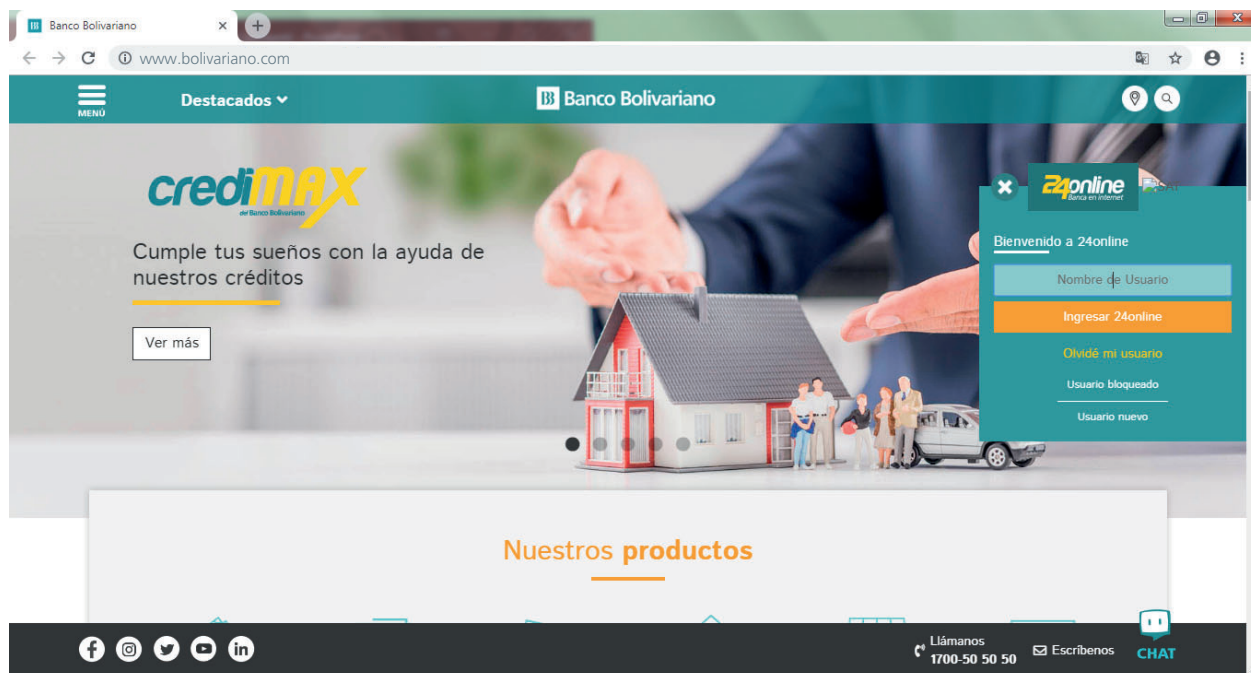 Banco Bolivariano
www.bolivariano.com
MENÚ
Destacados
Banco Bolivariano
credimax
del Banco Bolivariano
Cumple tus sueños con la ayuda de
nuestros créditos
Ver más
24online
Banca en internet
Bienvenido a 24online
Nombre de Usuario
Ingresar 24online
Olvidé mi usuario
Usuario bloqueado
Usuario nuevo
Nuestros productos
Llámanos
1700-50 50 50
Escríbenos
CHAT